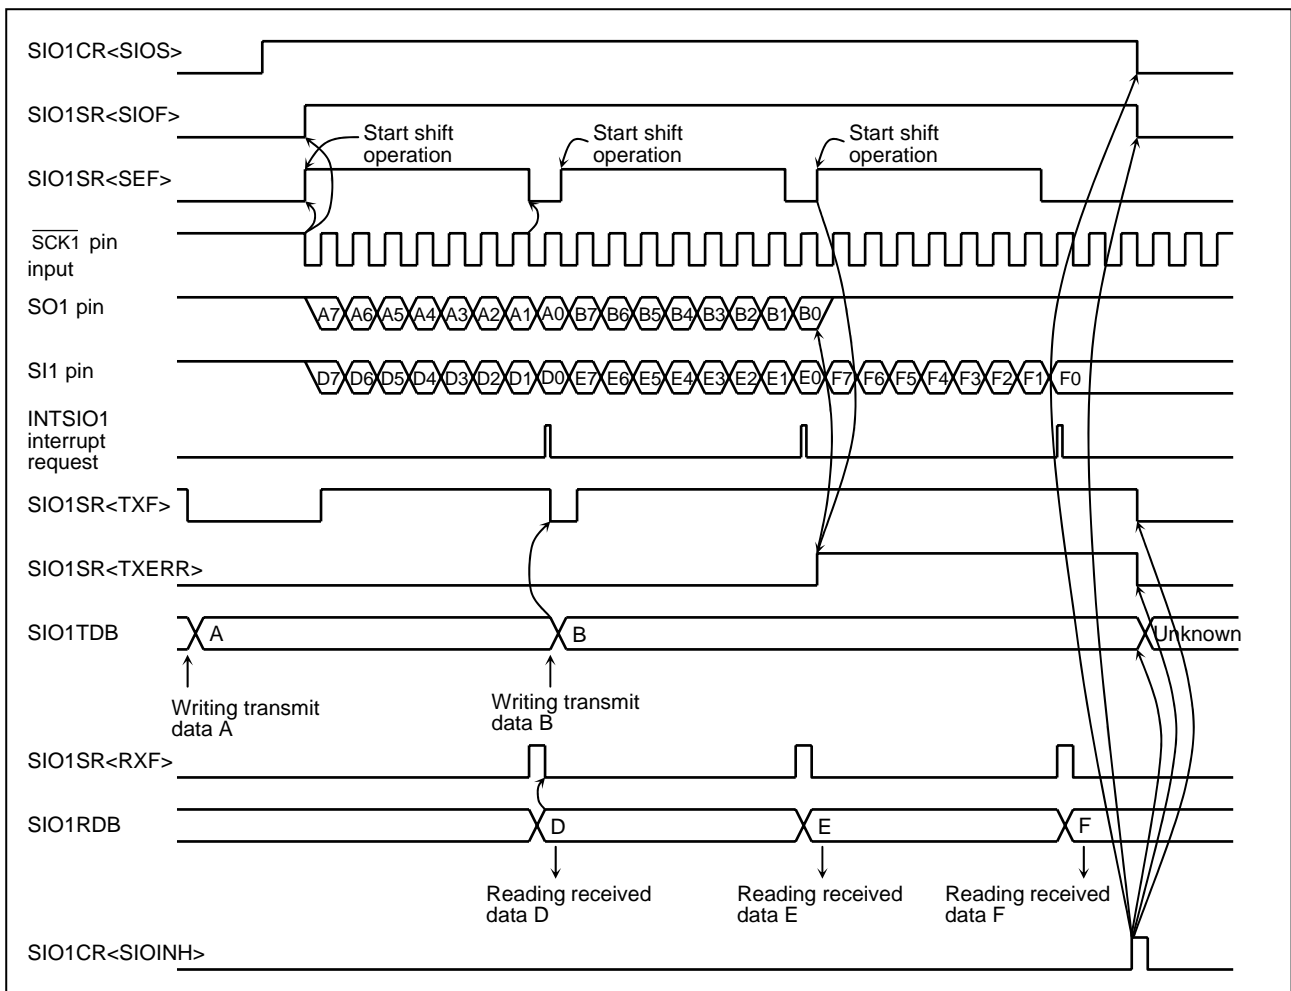 SIO1CR<SIOS>
SIO1SR<SIOF>
Start shift
operation
Start shift
operation
Start shift
operation
SIO1SR<SEF>
SCK1 pin
input
SO1 pin
A7 A6 A5 A4 A3 A2 A1 A0 B7 B6 B5 B4 B3 B2 B1 B0
SI1 pin
D7 D6 D5 D4 D3 D2 D1 D0 E7 E6 E5 E4 E3 E2 E1 E0 F7 F6 F5 F4 F3 F2 F1 F0
INTSIO1
interrupt
request
SIO1SR<TXF>
SIO1SR<TXERR>
SIO1TDB
A
B
Unknown
Writing transmit
data A
Writing transmit
data B
SIO1SR<RXF>
SIO1RDB
D
E
F
Reading received
data D
Reading received
data E
Reading received
data F
SIO1CR<SIOINH>